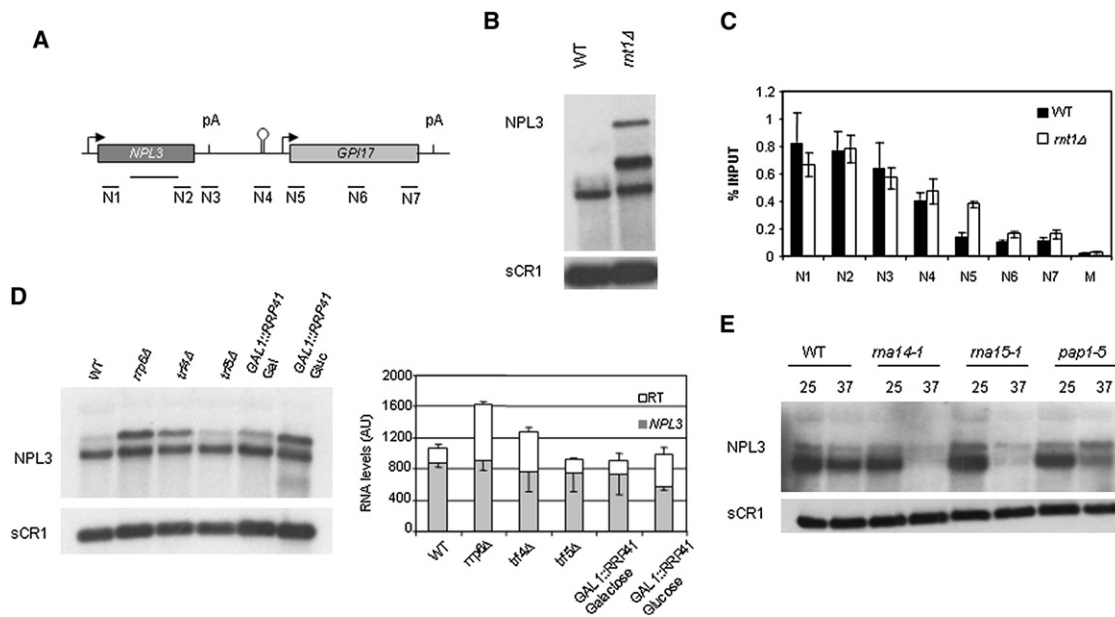 A
pA
pA
NPL3
GPI17
N1
N2
N3
N4
N5
N6
N7
B
WT
rnt1Δ
NPL3
sCR1
C
% INPUT
1.2
1
0.8
0.6
0.4
0.2
0
WT
rnt1Δ
N1 N2 N3 N4 N5 N6 N7 M
D
WT
rrp6Δ
trf4Δ
trf5Δ
GAL1::RRP41
Gal
GAL1::RRP41
Gluc
NPL3
sCR1
RNA levels (AU)
2000
1600
1200
800
400
0
RT
NPL3
WT
rrp6Δ
trf4Δ
trf5Δ
GAL1::RRP41
Galactose
GAL1::RRP41
Glucose
E
WT rna14-1 rna15-1 pap1-5
25 37 25 37 25 37 25 37
NPL3
sCR1